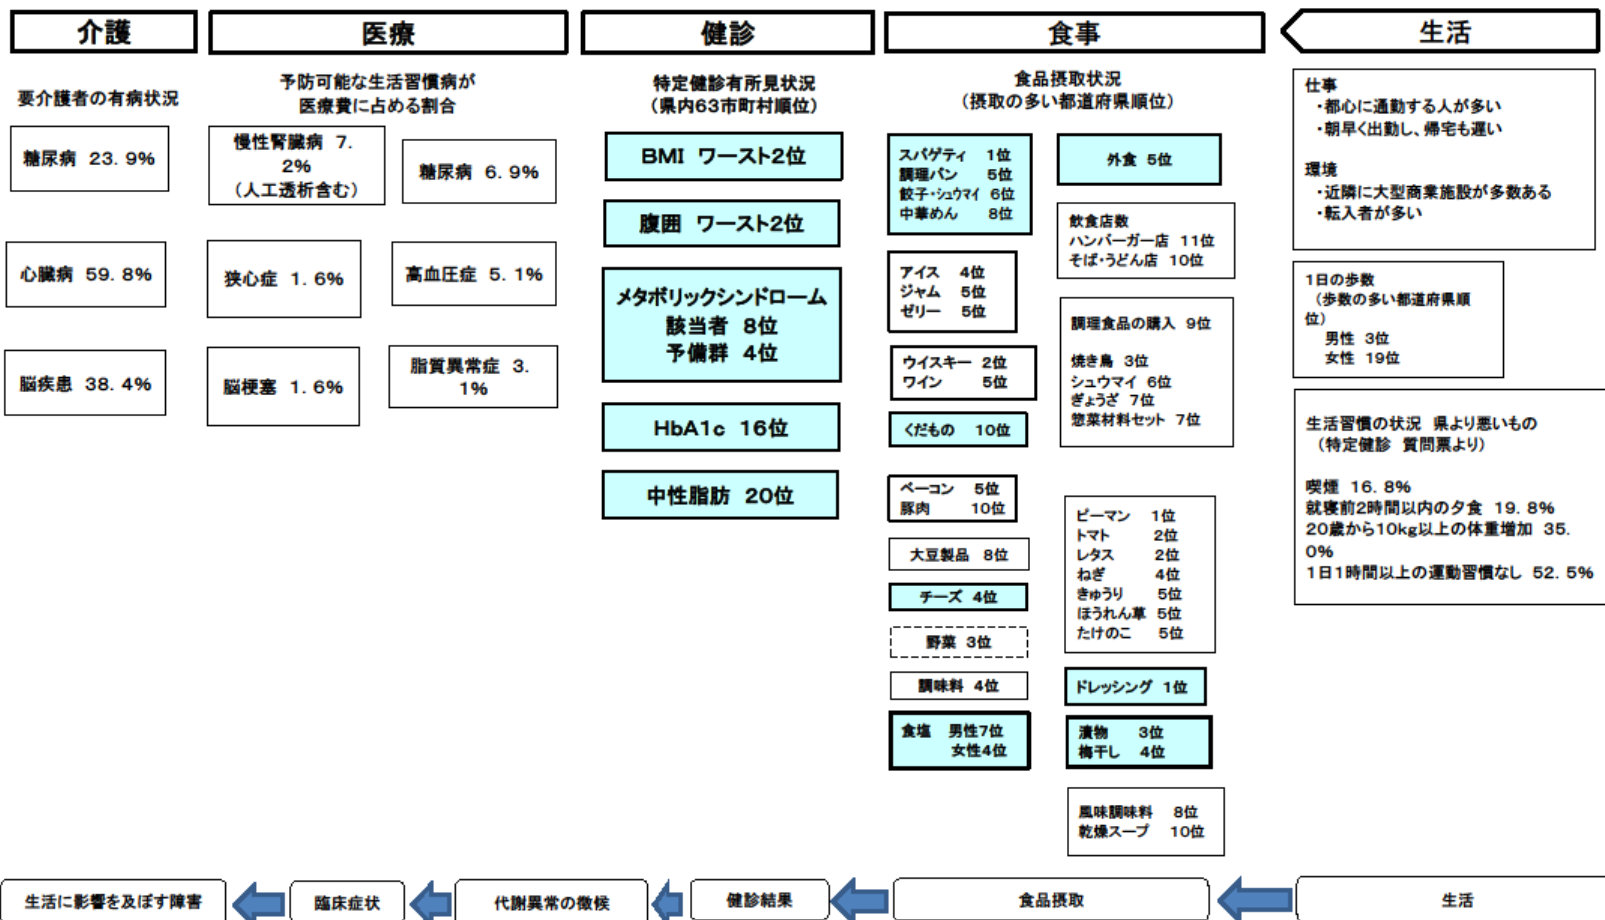 介護
医療
健診
食事
生活
要介護者の有病状況
糖尿病 23.9%
心臓病 59.8%
脳疾患 38.4%
予防可能な生活習慣病が
医療費に占める割合
慢性腎臓病 7.
2%
(人工透析含む)
糖尿病 6.9%
狭心症 1.6%
高血圧症 5.1%
脳梗塞 1.6%
脂質異常症 3.
1%
特定健診有所見状況
(県内63市町村順位)
BMI ワースト2位
腹囲 ワースト2位
メタボリックシンドローム
該当者 8位
予備群 4位
HbA1c 16位
中性脂肪 20位
食品摂取状況
(摂取の多い都道府県順位)
スパゲティ 1位
調理パン 5位
餃子・シュウマイ 6位
中華めん 8位
アイス 4位
ジャム 5位
ゼリー 5位
ウイスキー 2位
ワイン 5位
くだもの 10位
ベーコン 5位
豚肉 10位
大豆製品 8位
チーズ 4位
野菜 3位
調味料 4位
食塩 男性7位
女性4位
外食 5位
飲食店数
ハンバーガー店 11位
そば・うどん店 10位
調理食品の購入 9位
焼き鳥 3位
シュウマイ 6位
ぎょうざ 7位
惣菜材料セット 7位
ピーマン 1位
トマト 2位
レタス 2位
ねぎ 4位
きゅうり 5位
ほうれん草 5位
たけのこ 5位
ドレッシング 1位
漬物 3位
梅干し 4位
風味調味料 8位
乾燥スープ 10位
仕事
・都心に通勤する人が多い
・朝早く出勤し、帰宅も遅い
環境
・近隣に大型商業施設が多数ある
・転入者が多い
1日の歩数
(歩数の多い都道府県順
位)
男性 3位
女性 19位
生活習慣の状況 県より悪いもの
(特定健診 質問票より)
喫煙 16.8%
就寝前2時間以内の夕食 19.8%
20歳から10kg以上の体重増加 35.
0%
1日1時間以上の運動習慣なし 52.5%
生活に影響を及ぼす障害
臨床症状
代謝異常の徴候
健診結果
食品摂取
生活